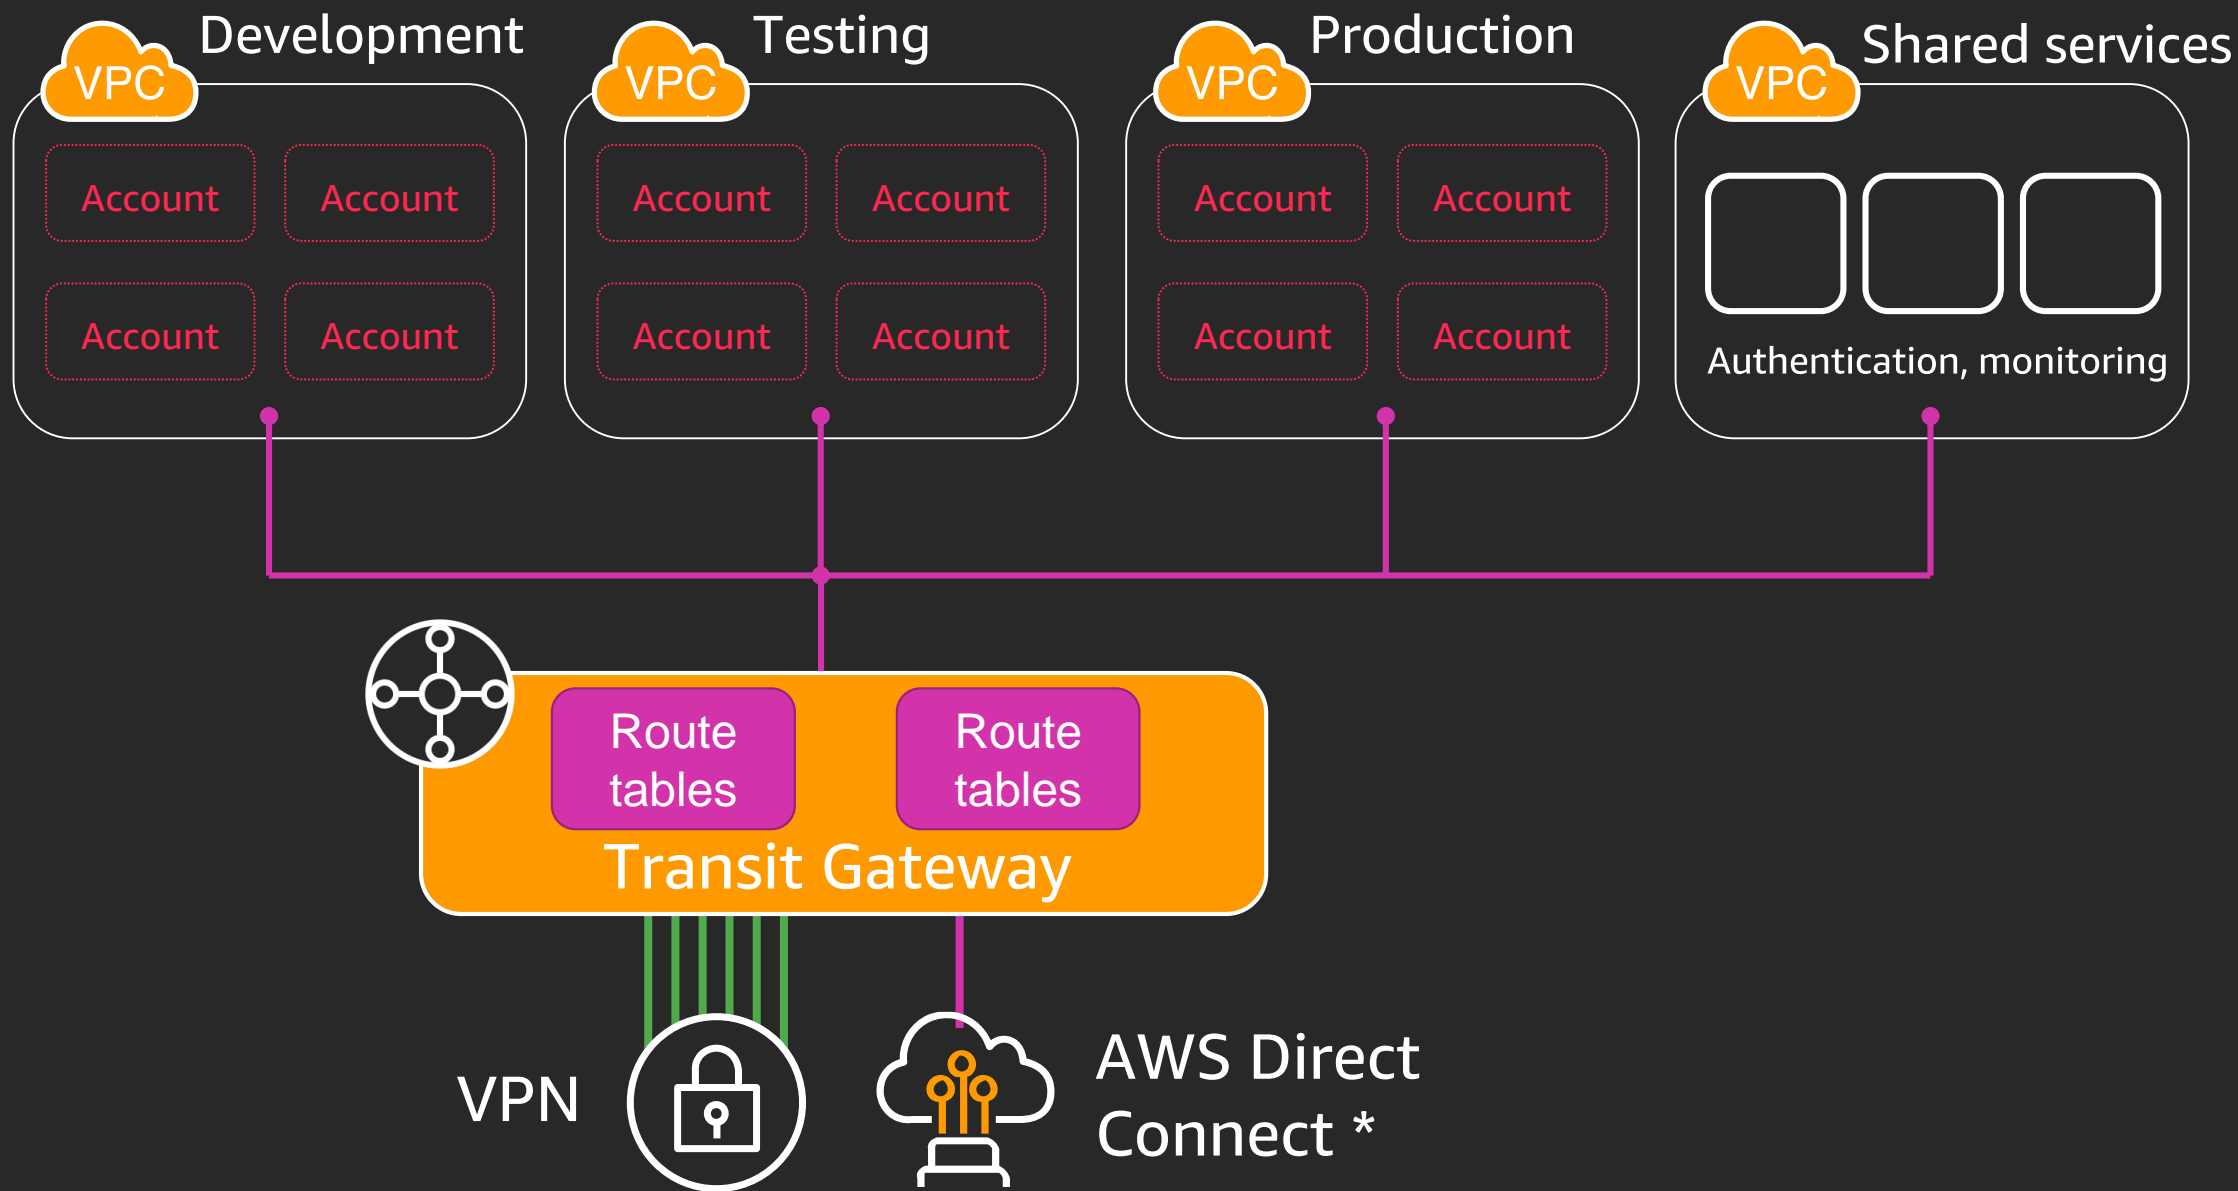 Development
VPC
Account Account
Account Account
Testing
VPC
Account Account
Account Account
Production
VPC
Account Account
Account Account
Shared services
VPC
Authentication, monitoring
Route
tables
Route
tables
Transit Gateway
VPN
AWS Direct
Connect *